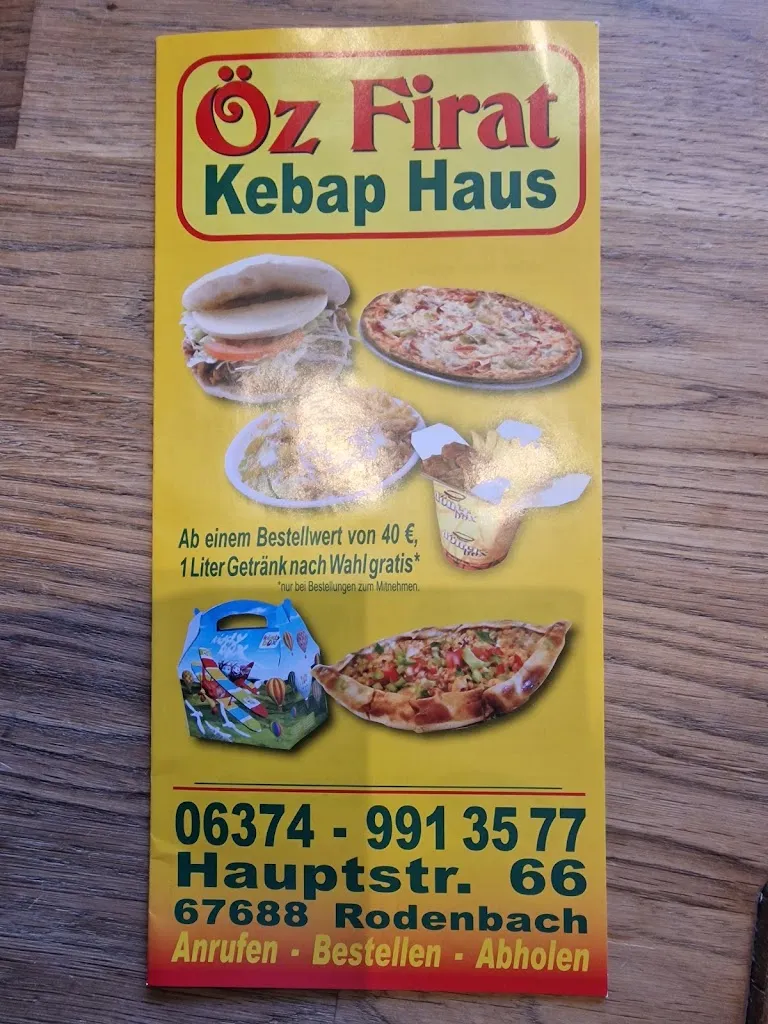 Öz Firat
Kebap Haus
Ab einem Bestellwert von 40 €,
1 Liter Getränk nach Wahl gratis*
*nur bei Bestellungen zum Mitnehmen.
06374 - 991 35 77
Hauptstr. 66
67688 Rodenbach
Anrufen - Bestellen - Abholen